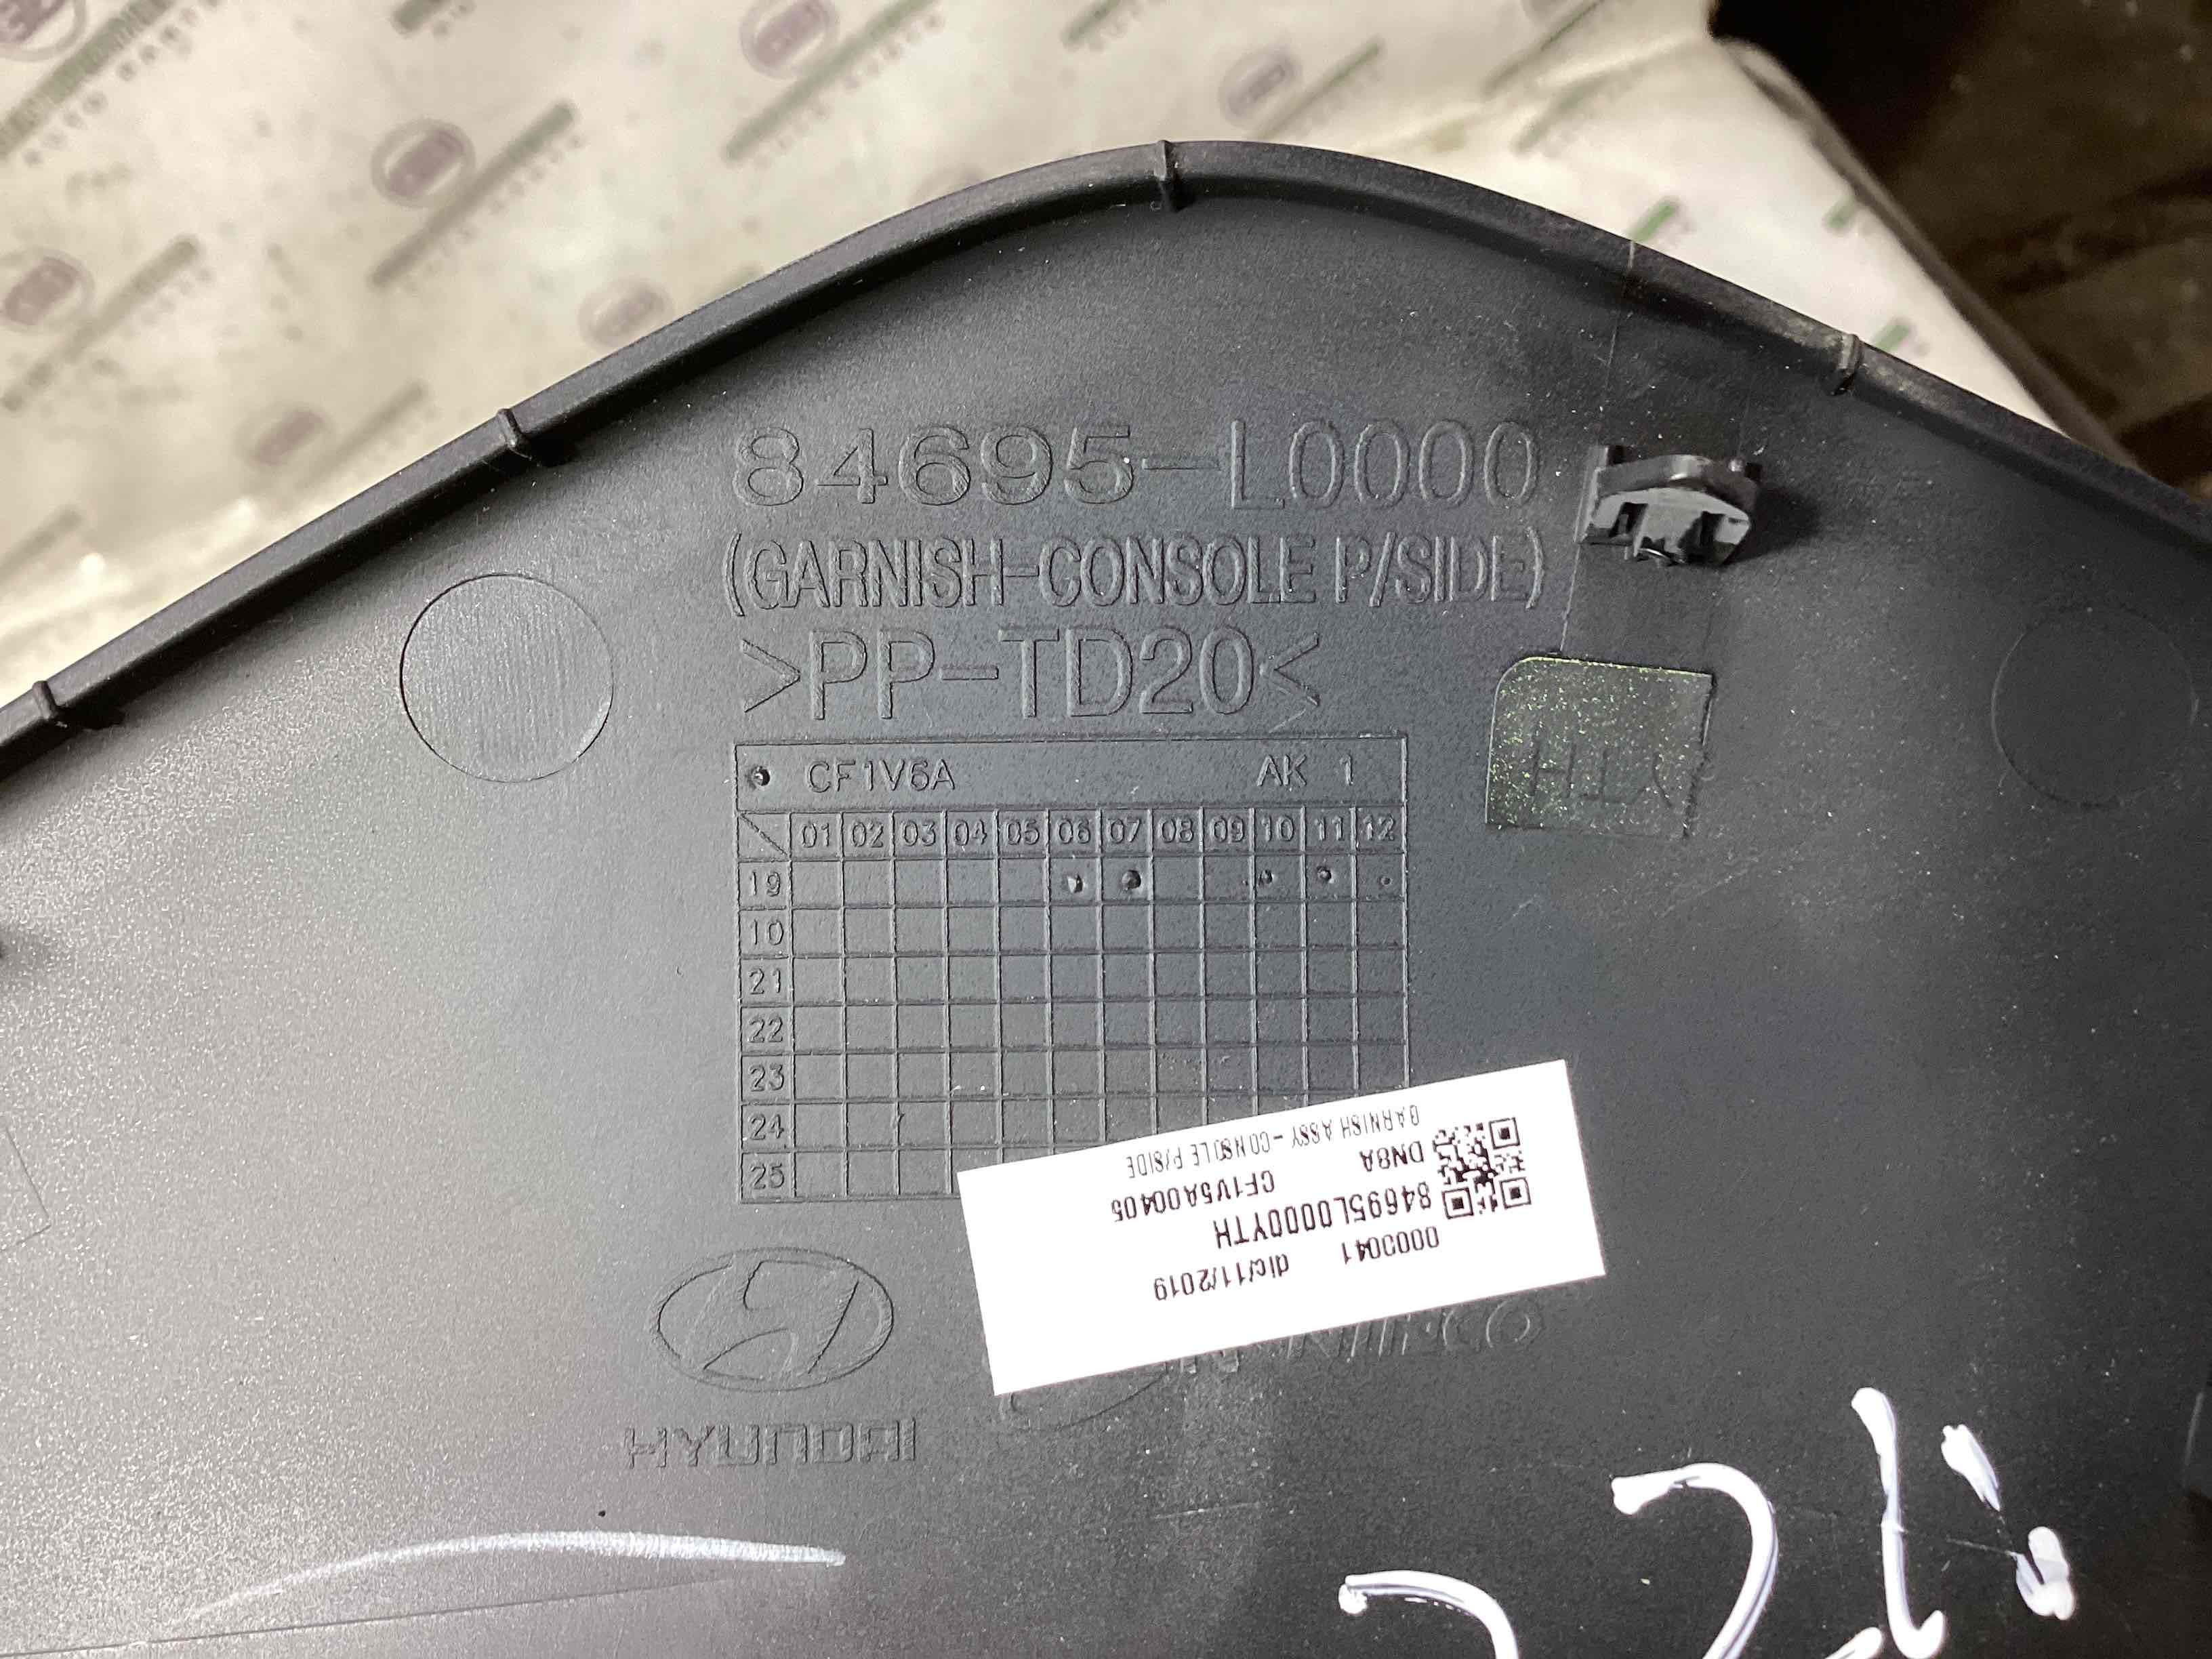 84695-L0000
(GARNISH-CONSOLE P/SIDE)
>PP-TD20<
YTH
CF1V6A AK 1
01 02 03 04 05 06 07 08 09 10 11 12
19
10
21
22
23
24
25
0003041 dic/11/2019
84695L0000YTH
DN8A CF1V5A00405
GARNISH ASSY-CONSOLE P/SIDE
HYUNDAI